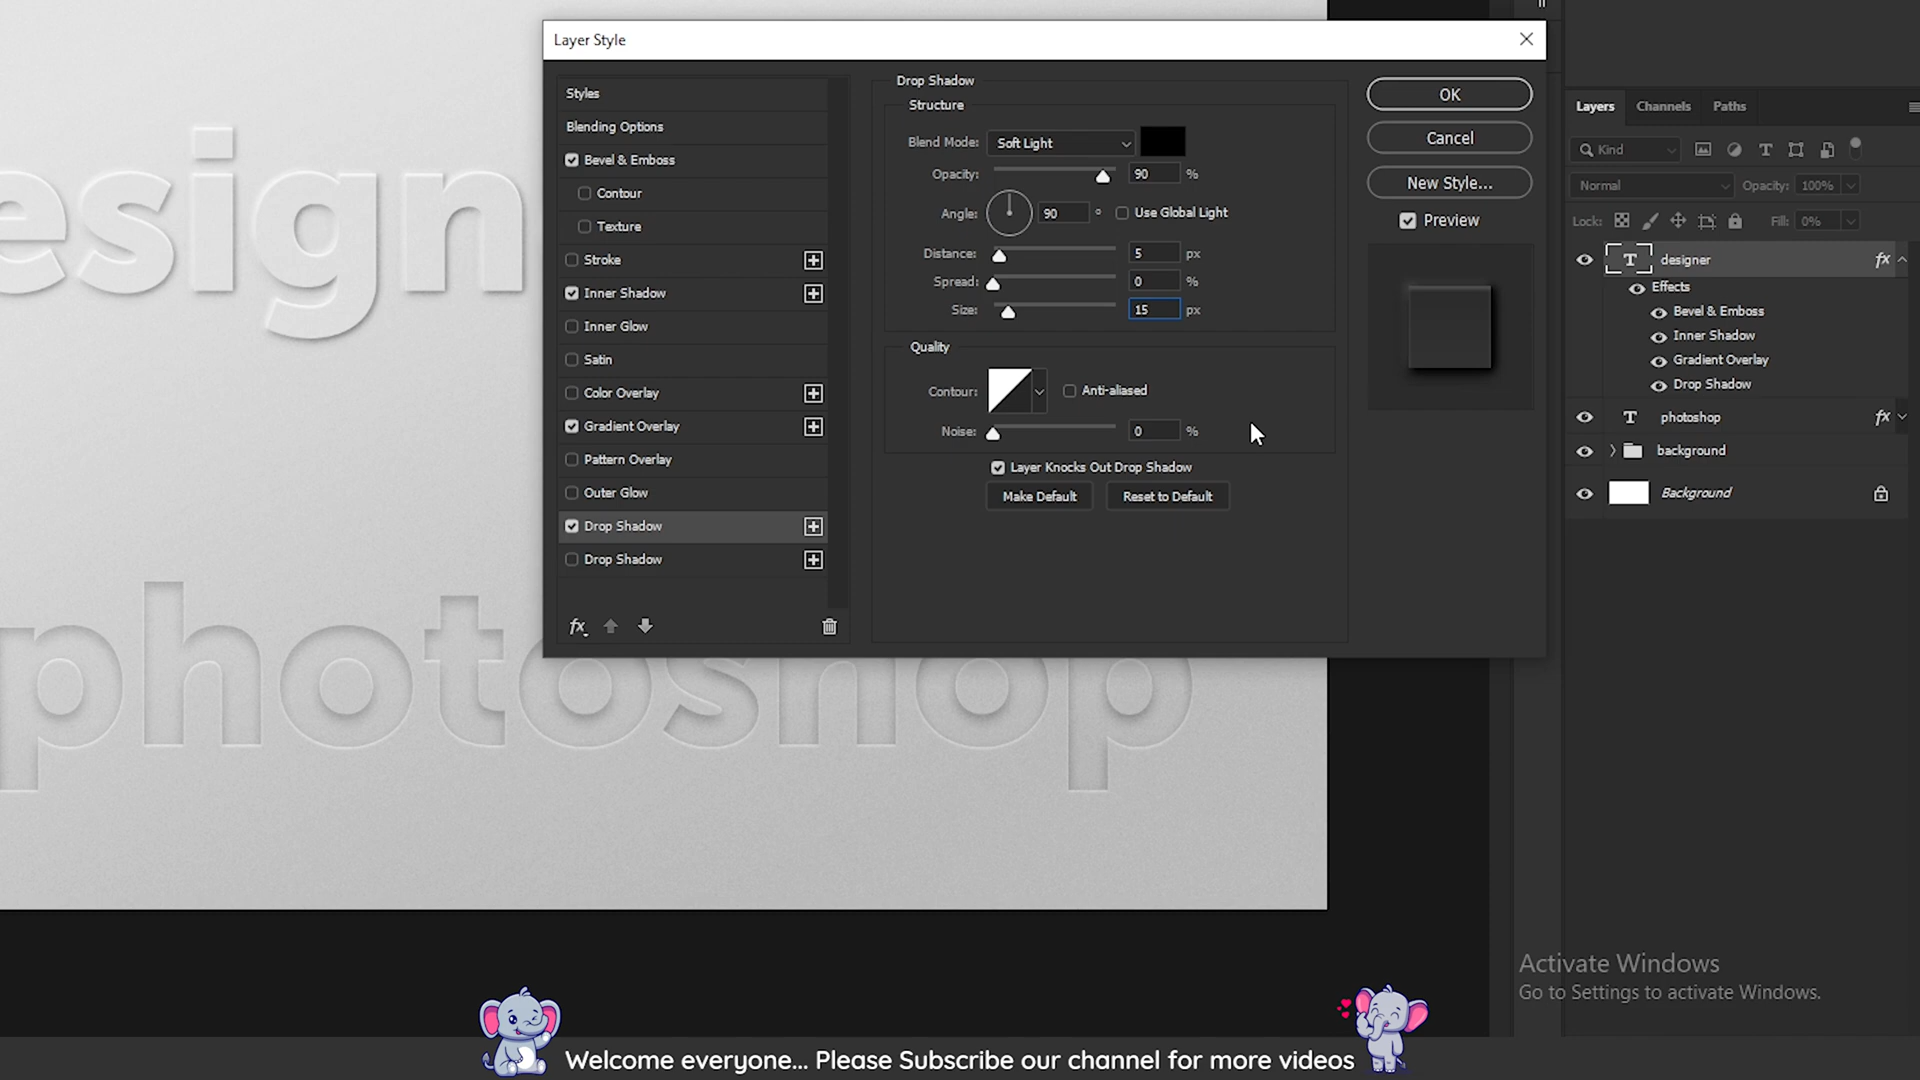 Layer Style
Styles
Blending Options
Bevel & Emboss
Contour
Texture
Stroke
Inner Shadow
Inner Glow
Satin
Color Overlay
Gradient Overlay
Pattern Overlay
Outer Glow
Drop Shadow
Drop Shadow
fx
Drop Shadow
Structure
Blend Mode: Soft Light
Opacity: 90 %
Angle: 90 ° Use Global Light
Distance: 5 px
Spread: 0 %
Size: 15 px
Quality
Contour: Anti-aliased
Noise: 0 %
Layer Knocks Out Drop Shadow
Make Default Reset to Default
OK
Cancel
New Style...
Preview
Layers Channels Paths
Kind
Normal Opacity: 100%
Lock: Fill: 0%
T designer fx
Effects
Bevel & Emboss
Inner Shadow
Gradient Overlay
Drop Shadow
T photoshop fx
background
Background
esign
photoshop
Activate Windows
Go to Settings to activate Windows.
Welcome everyone... Please Subscribe our channel for more videos